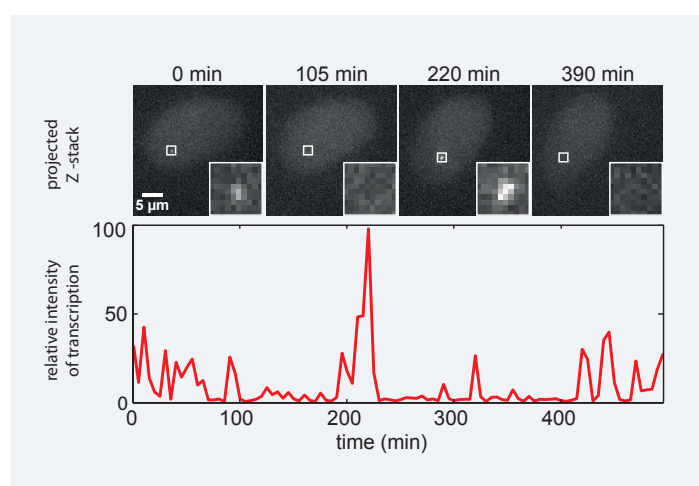 0 min 105 min 220 min 390 min
projected
Z -stack
5 µm
relative intensity
of transcription
100
50
0
0 100 200 300 400
time (min)